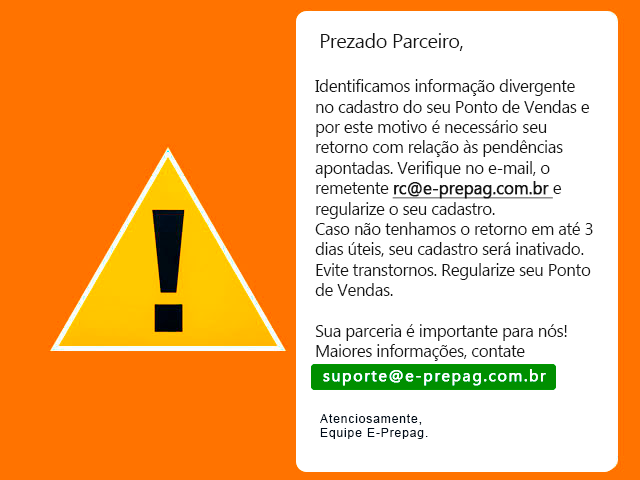 Prezado Parceiro,
Identificamos informação divergente
no cadastro do seu Ponto de Vendas e
por este motivo é necessário seu
retorno com relação às pendências
apontadas. Verifique no e-mail, o
remetente rc@e-prepag.com.br e
regularize o seu cadastro.
Caso não tenhamos o retorno em até 3
dias úteis, seu cadastro será inativado.
Evite transtornos. Regularize seu Ponto
de Vendas.
Sua parceria é importante para nós!
Maiores informações, contate
suporte@e-prepag.com.br
Atenciosamente,
Equipe E-Prepag.
!